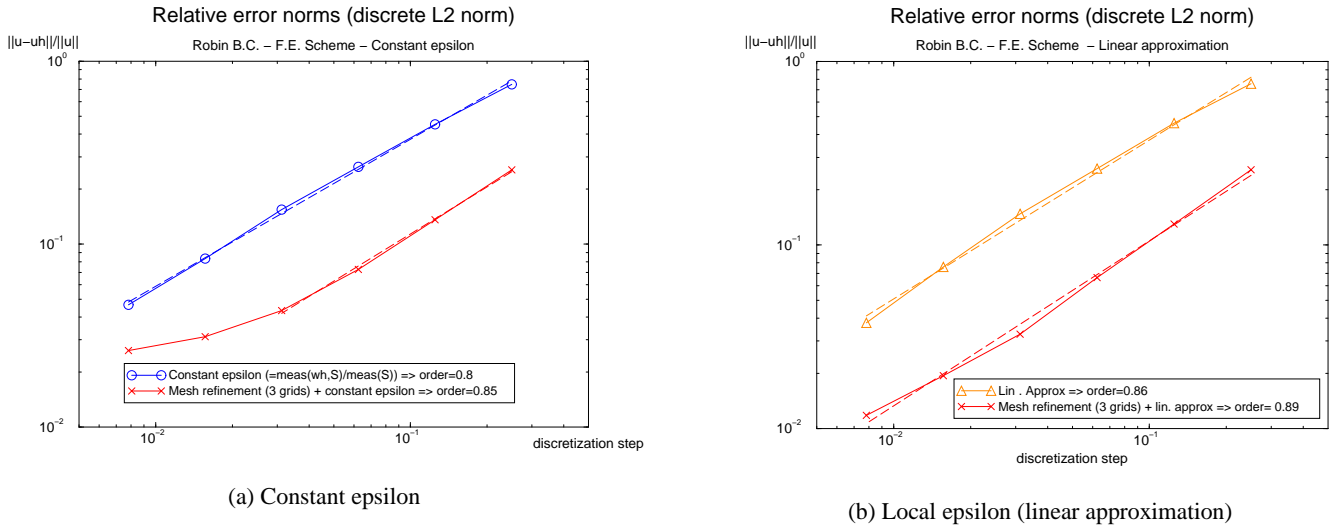 Relative error norms (discrete L2 norm)
||u−uh||/||u||
Robin B.C. − F.E. Scheme − Constant epsilon
10^0
10^-1
10^-2
10^-2
10^-1
discretization step
Constant epsilon (=meas(wh,S)/meas(S)) => order=0.8
Mesh refinement (3 grids) + constant epsilon => order=0.85
(a) Constant epsilon
Relative error norms (discrete L2 norm)
||u−uh||/||u||
Robin B.C. − F.E. Scheme − Linear approximation
10^0
10^-1
10^-2
10^-2
10^-1
discretization step
Lin . Approx => order=0.86
Mesh refinement (3 grids) + lin. approx => order= 0.89
(b) Local epsilon (linear approximation)